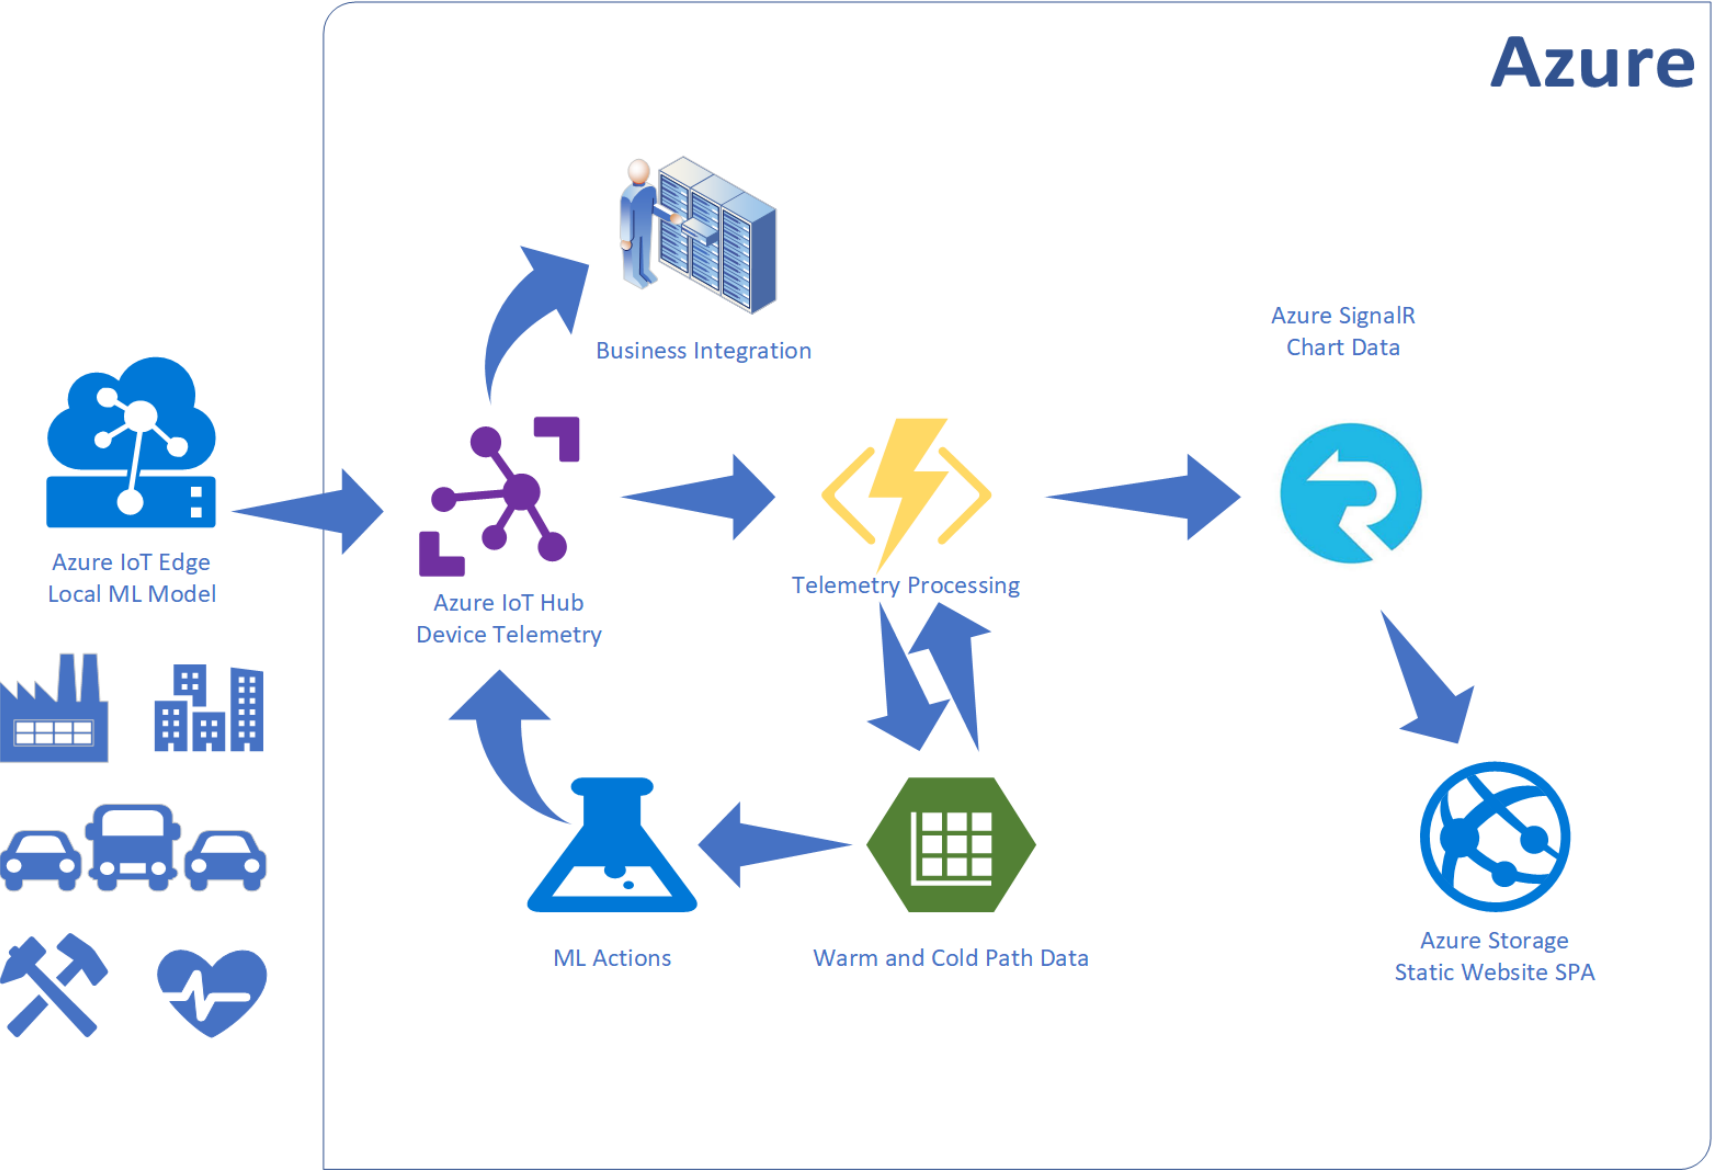 Azure
Business Integration
Azure SignalR
Chart Data
Azure IoT Edge
Local ML Model
Azure IoT Hub
Device Telemetry
Telemetry Processing
ML Actions
Warm and Cold Path Data
Azure Storage
Static Website SPA